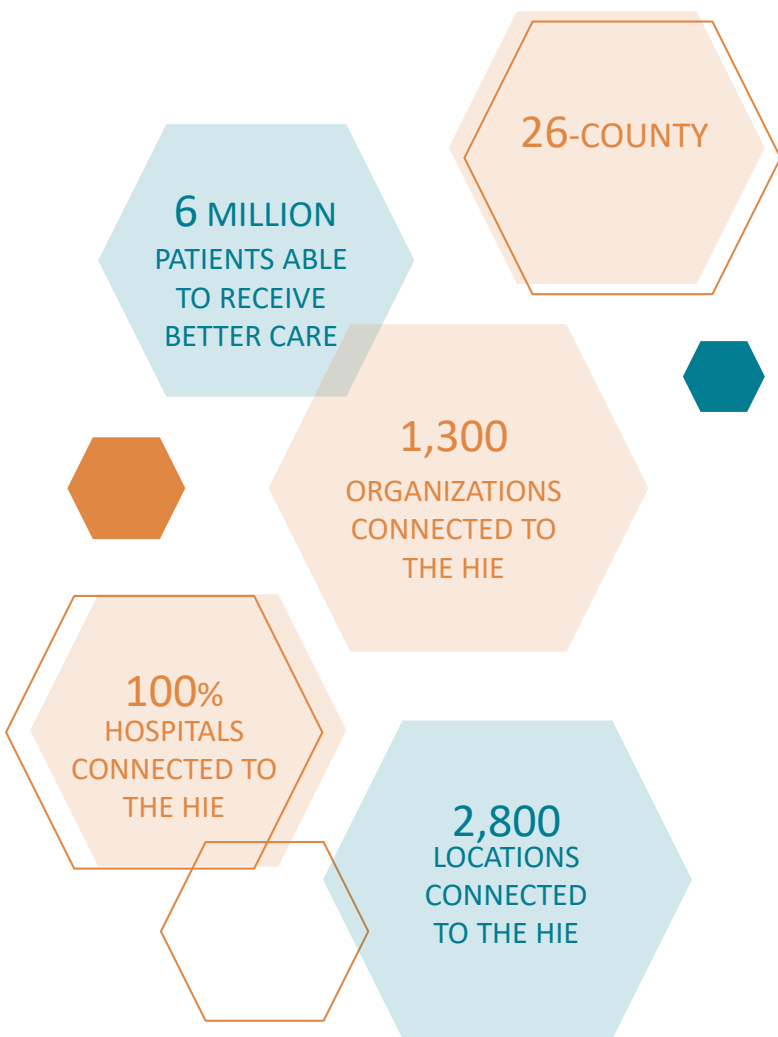 26-COUNTY
6 MILLION
PATIENTS ABLE
TO RECEIVE
BETTER CARE
1,300
ORGANIZATIONS
CONNECTED TO
THE HIE
100%
HOSPITALS
CONNECTED TO
THE HIE
2,800
LOCATIONS
CONNECTED
TO THE HIE